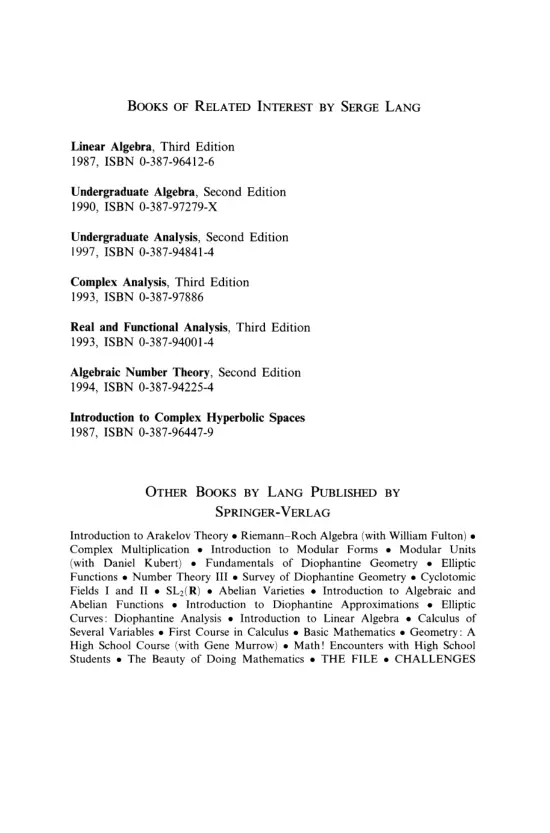 BOOKS OF RELATED INTEREST BY SERGE LANG
Linear Algebra, Third Edition
1987, ISBN 0-387-96412-6
Undergraduate Algebra, Second Edition
1990, ISBN 0-387-97279-X
Undergraduate Analysis, Second Edition
1997, ISBN 0-387-94841-4
Complex Analysis, Third Edition
1993, ISBN 0-387-97886
Real and Functional Analysis, Third Edition
1993, ISBN 0-387-94001-4
Algebraic Number Theory, Second Edition
1994, ISBN 0-387-94225-4
Introduction to Complex Hyperbolic Spaces
1987, ISBN 0-387-96447-9
OTHER BOOKS BY LANG PUBLISHED BY
SPRINGER-VERLAG
Introduction to Arakelov Theory • Riemann–Roch Algebra (with William Fulton) •
Complex Multiplication • Introduction to Modular Forms • Modular Units
(with Daniel Kubert) • Fundamentals of Diophantine Geometry • Elliptic
Functions • Number Theory III • Survey of Diophantine Geometry • Cyclotomic
Fields I and II • SL₂(R) • Abelian Varieties • Introduction to Algebraic and
Abelian Functions • Introduction to Diophantine Approximations • Elliptic
Curves: Diophantine Analysis • Introduction to Linear Algebra • Calculus of
Several Variables • First Course in Calculus • Basic Mathematics • Geometry: A
High School Course (with Gene Murrow) • Math! Encounters with High School
Students • The Beauty of Doing Mathematics • THE FILE • CHALLENGES